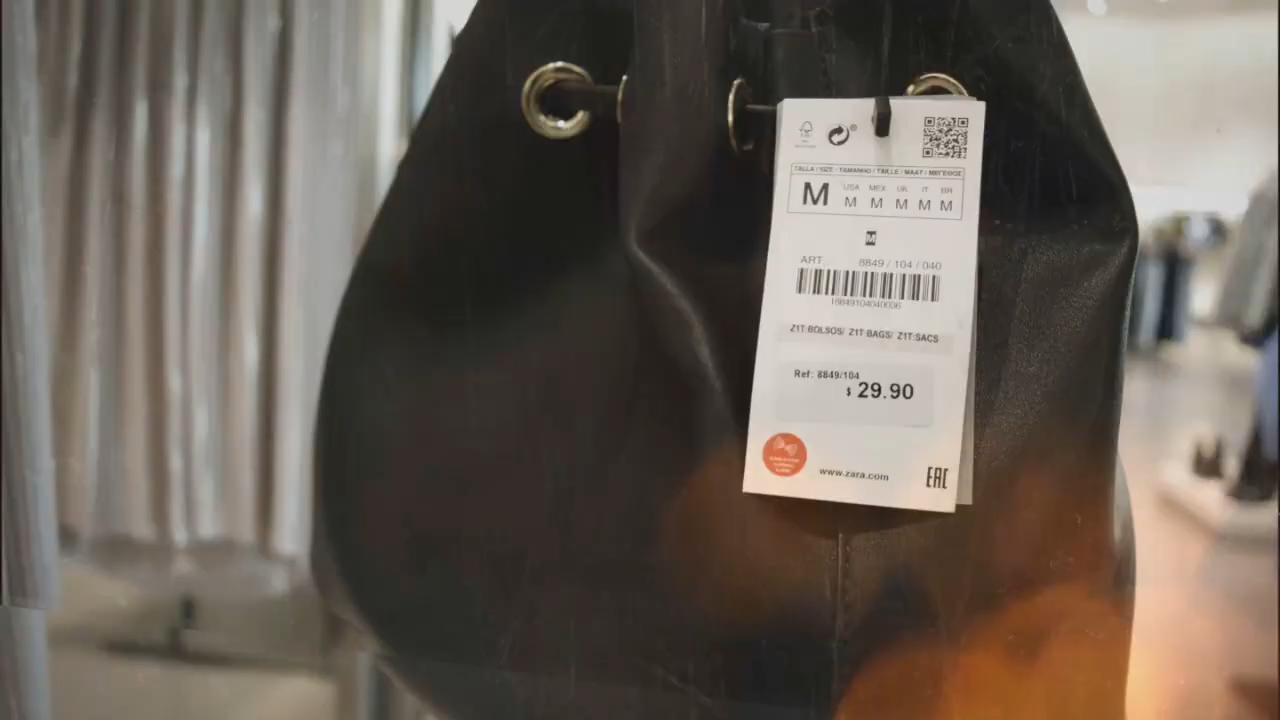 TALLA / SIZE / TAMANHO / TAILLE / MAAT / ΜΕΓΕΘΟΣ
M USA MEX UK IT BR
M M M M M
M
ART. 8849 / 104 / 040
18849104040036
Z1T:BOLSOS/ Z1T:BAGS/ Z1T:SACS
Ref: 8849/104
$ 29.90
www.zara.com
EAC